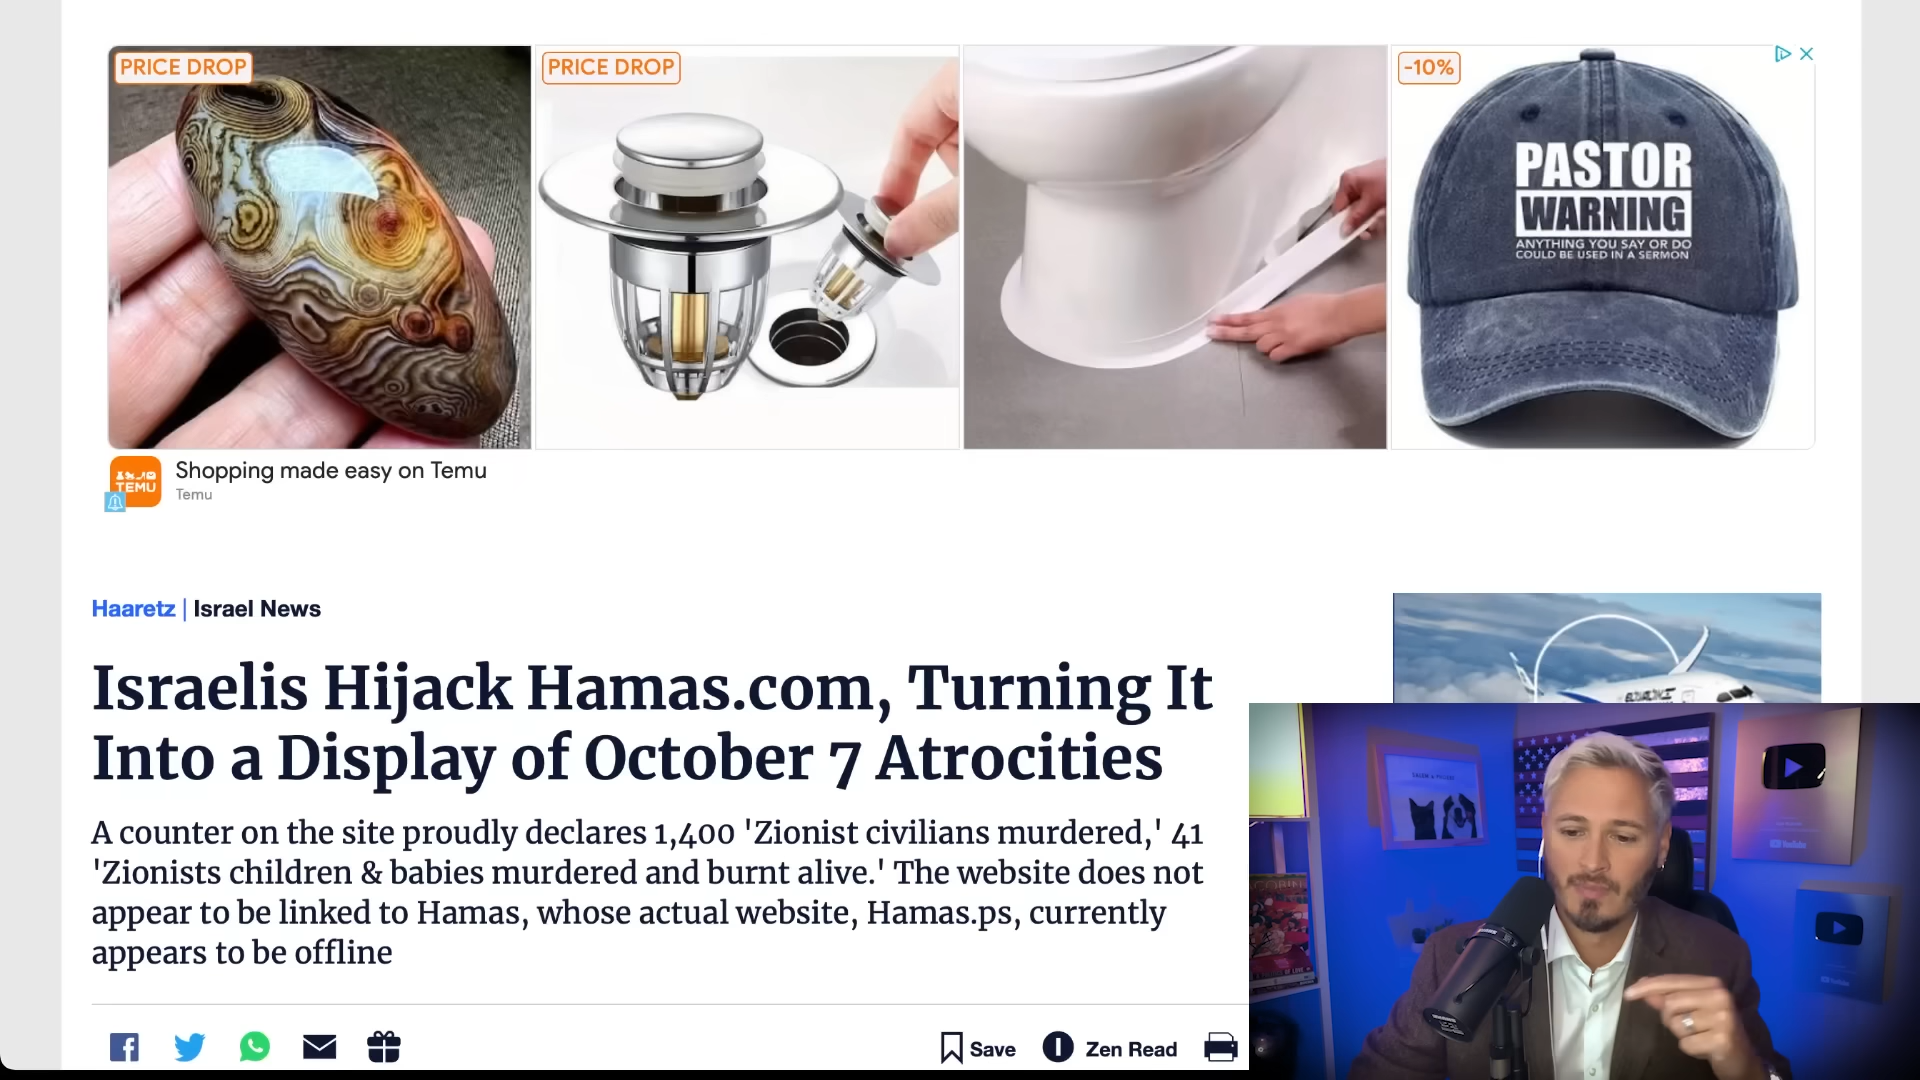 PRICE DROP
PRICE DROP
-10%
PASTOR
WARNING
ANYTHING YOU SAY OR DO
COULD BE USED IN A SERMON
TEMU
Shopping made easy on Temu
Temu
Haaretz | Israel News
Israelis Hijack Hamas.com, Turning It
Into a Display of October 7 Atrocities
A counter on the site proudly declares 1,400 'Zionist civilians murdered,' 41
'Zionists children & babies murdered and burnt alive.' The website does not
appear to be linked to Hamas, whose actual website, Hamas.ps, currently
appears to be offline
Save
Zen Read
YouTube